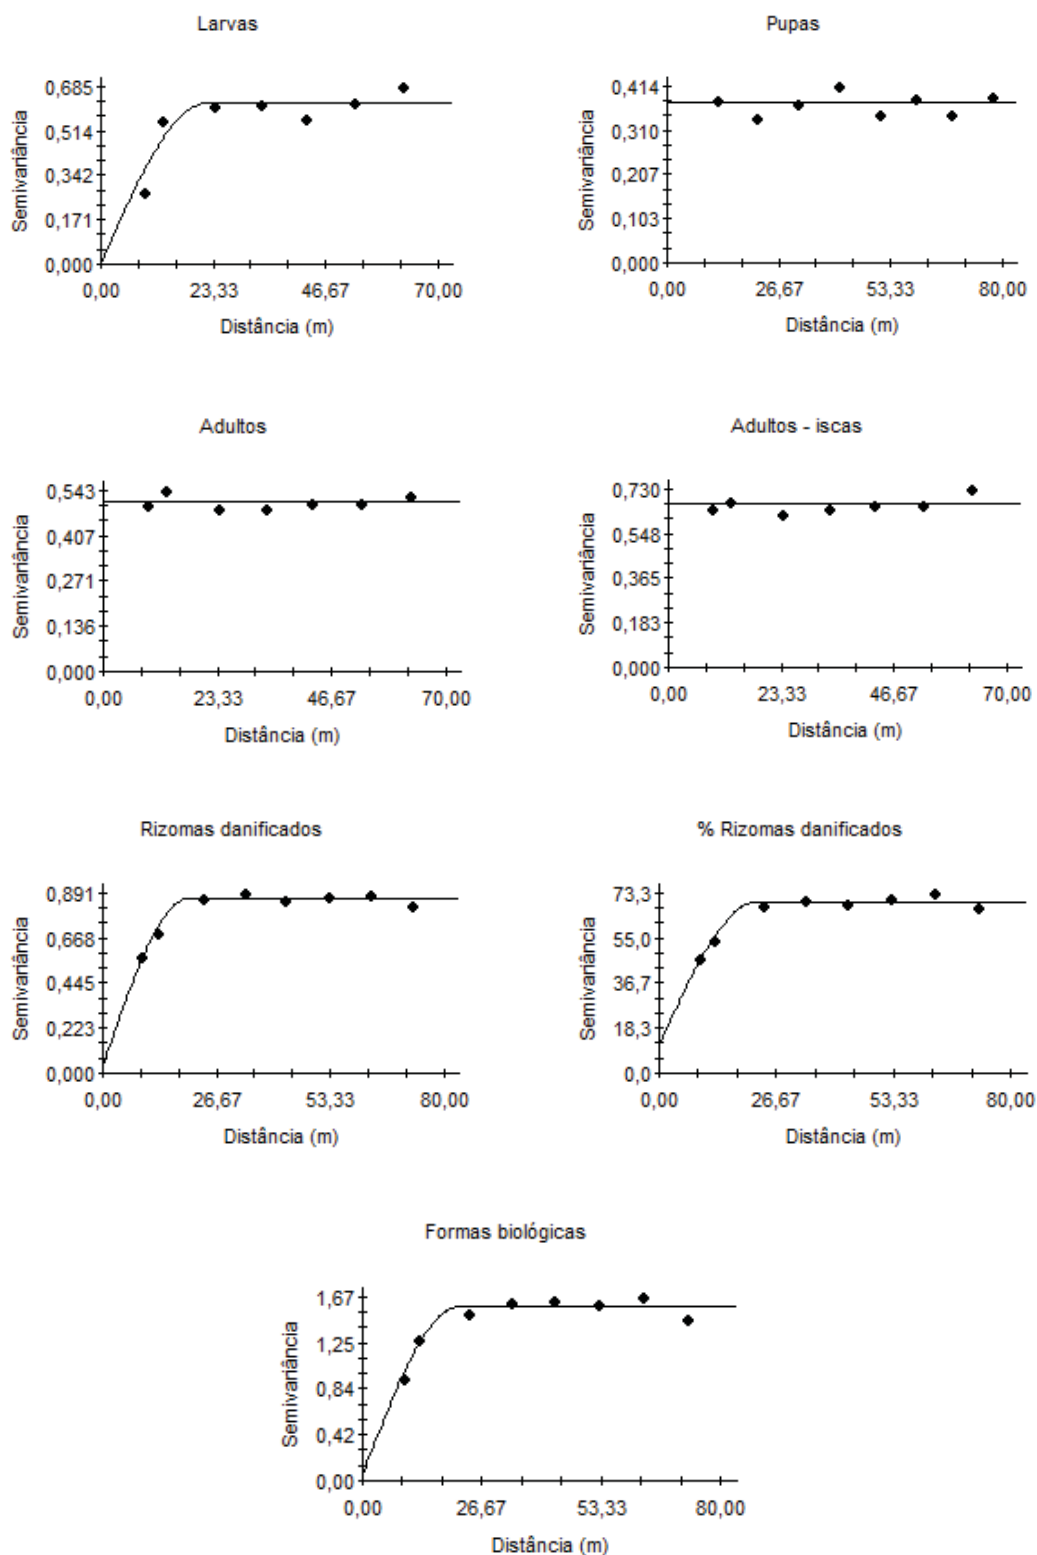 Larvas
Semivariância
0,685
0,514
0,342
0,171
0,000
0,00 23,33 46,67 70,00
Distância (m)
Pupas
Semivariância
0,414
0,310
0,207
0,103
0,000
0,00 26,67 53,33 80,00
Distância (m)
Adultos
Semivariância
0,543
0,407
0,271
0,136
0,000
0,00 23,33 46,67 70,00
Distância (m)
Adultos - iscas
Semivariância
0,730
0,548
0,365
0,183
0,000
0,00 23,33 46,67 70,00
Distância (m)
Rizomas danificados
Semivariância
0,891
0,668
0,445
0,223
0,000
0,00 26,67 53,33 80,00
Distância (m)
% Rizomas danificados
Semivariância
73,3
55,0
36,7
18,3
0,0
0,00 26,67 53,33 80,00
Distância (m)
Formas biológicas
Semivariância
1,67
1,25
0,84
0,42
0,00
0,00 26,67 53,33 80,00
Distância (m)